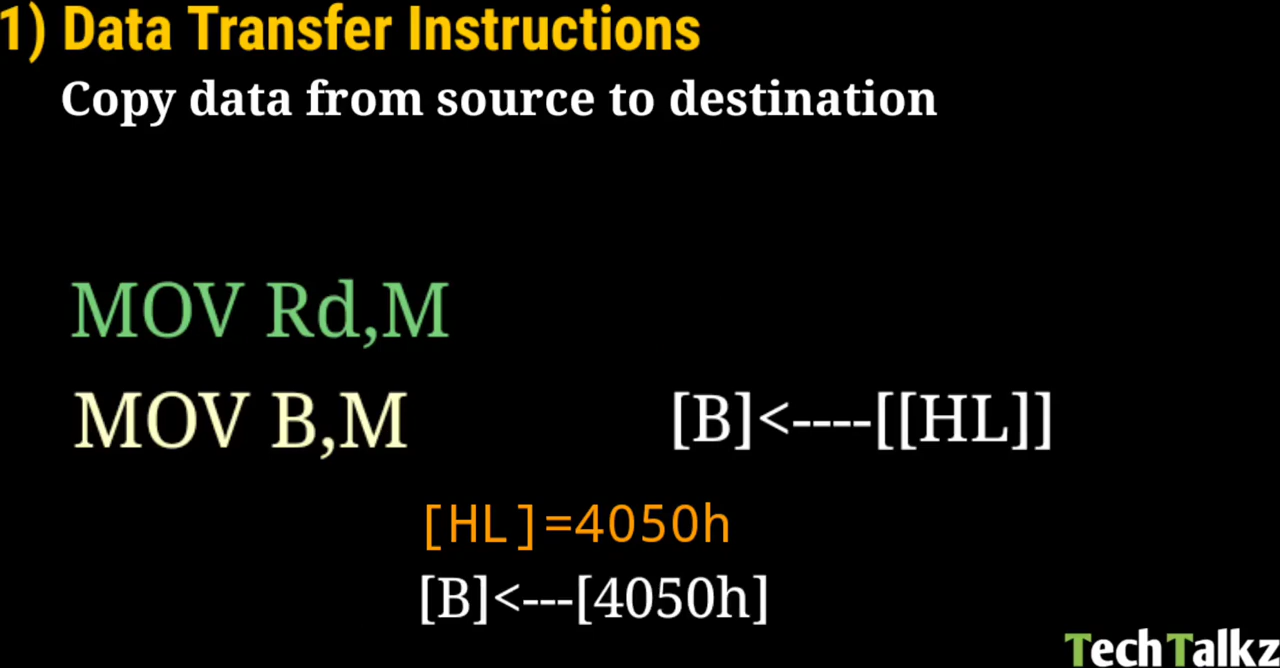 1) Data Transfer Instructions
Copy data from source to destination
MOV Rd,M
MOV B,M [B]<----[[HL]]
[HL]=4050h
[B]<---[4050h]
TechTalkz